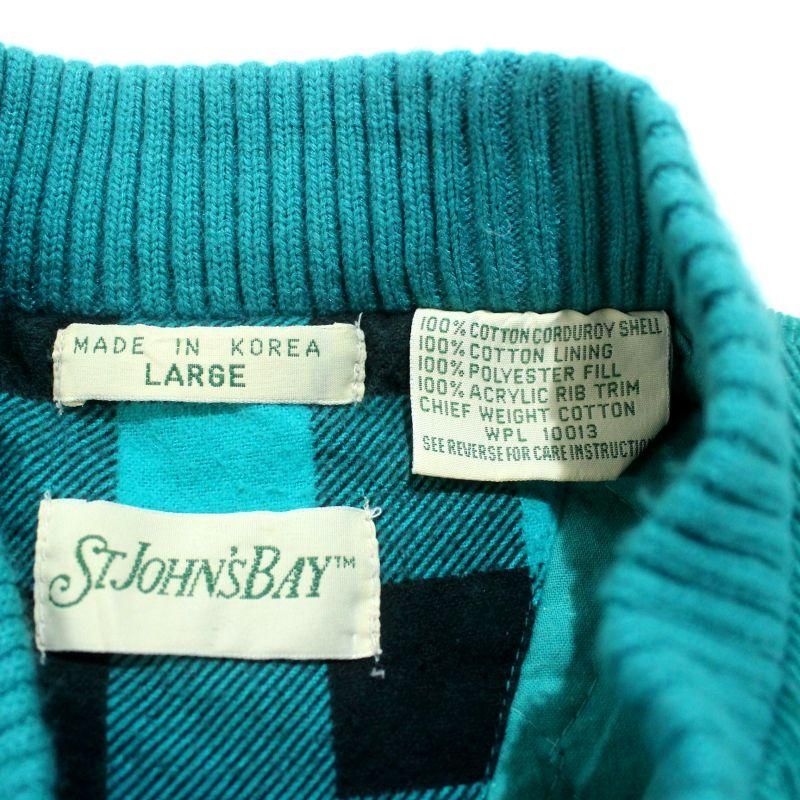 MADE IN KOREA
LARGE
100% COTTON CORDUROY SHELL
100% COTTON LINING
100% POLYESTER FILL
100% ACRYLIC RIB TRIM
CHIEF WEIGHT COTTON
WPL 10013
SEE REVERSE FOR CARE INSTRUCTION
ST JOHN'S BAY™